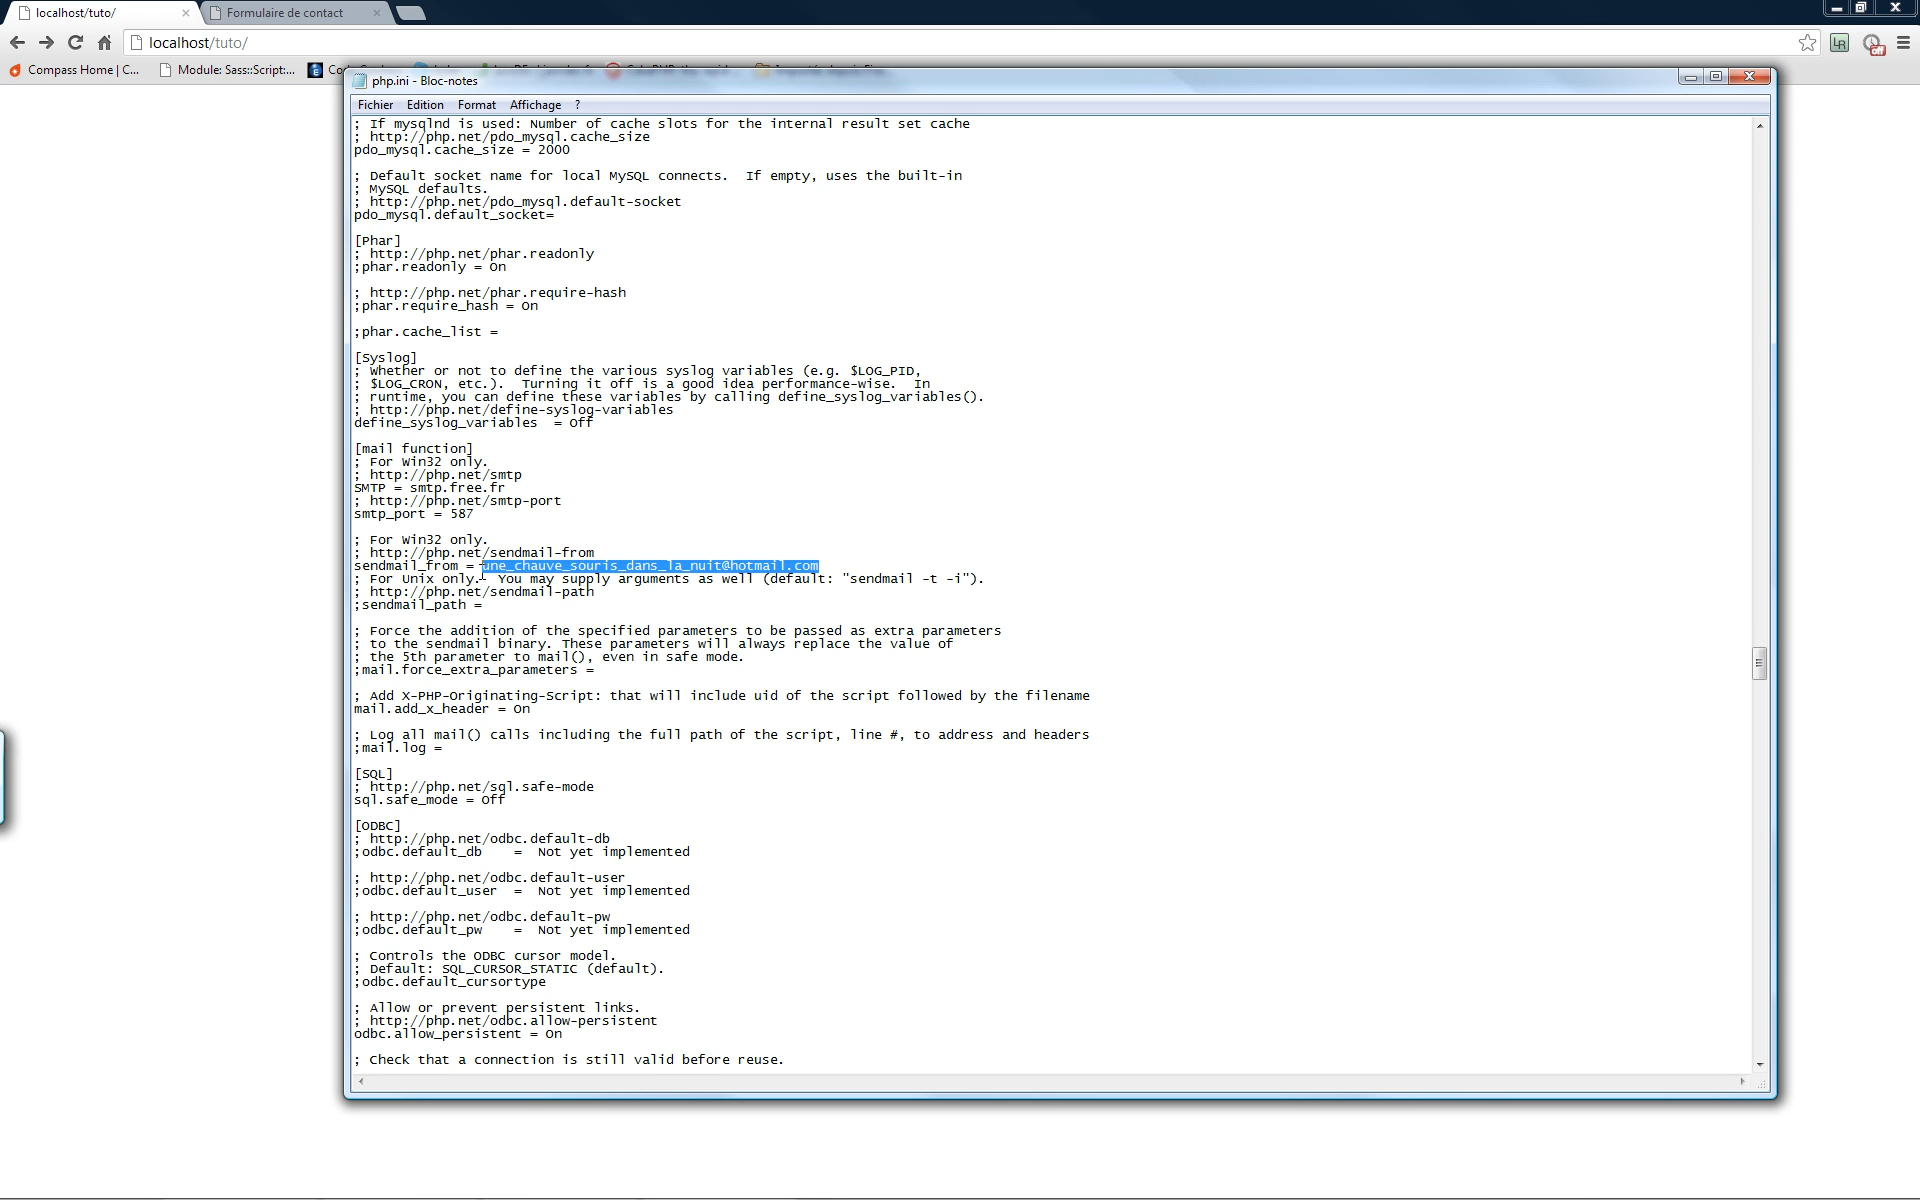 localhost/tuto/
Formulaire de contact
localhost/tuto/
Compass Home | C...
Module: Sass::Script:...
php.ini - Bloc-notes
Fichier Edition Format Affichage ?
; If mysqlnd is used: Number of cache slots for the internal result set cache
; http://php.net/pdo_mysql.cache_size
pdo_mysql.cache_size = 2000
; Default socket name for local MySQL connects.  If empty, uses the built-in
; MySQL defaults.
; http://php.net/pdo_mysql.default-socket
pdo_mysql.default_socket=
[Phar]
; http://php.net/phar.readonly
;phar.readonly = On
; http://php.net/phar.require-hash
;phar.require_hash = On
;phar.cache_list =
[Syslog]
; Whether or not to define the various syslog variables (e.g. $LOG_PID,
; $LOG_CRON, etc.).  Turning it off is a good idea performance-wise.  In
; runtime, you can define these variables by calling define_syslog_variables().
; http://php.net/define-syslog-variables
define_syslog_variables  = Off
[mail function]
; For Win32 only.
; http://php.net/smtp
SMTP = smtp.free.fr
; http://php.net/smtp-port
smtp_port = 587
; For Win32 only.
; http://php.net/sendmail-from
sendmail_from = une_chauve_souris_dans_la_nuit@hotmail.com
; For Unix only.  You may supply arguments as well (default: "sendmail -t -i").
; http://php.net/sendmail-path
;sendmail_path =
; Force the addition of the specified parameters to be passed as extra parameters
; to the sendmail binary. These parameters will always replace the value of
; the 5th parameter to mail(), even in safe mode.
;mail.force_extra_parameters =
; Add X-PHP-Originating-Script: that will include uid of the script followed by the filename
mail.add_x_header = On
; Log all mail() calls including the full path of the script, line #, to address and headers
;mail.log =
[SQL]
; http://php.net/sql.safe-mode
sql.safe_mode = Off
[ODBC]
; http://php.net/odbc.default-db
;odbc.default_db    =  Not yet implemented
; http://php.net/odbc.default-user
;odbc.default_user  =  Not yet implemented
; http://php.net/odbc.default-pw
;odbc.default_pw    =  Not yet implemented
; Controls the ODBC cursor model.
; Default: SQL_CURSOR_STATIC (default).
;odbc.default_cursortype
; Allow or prevent persistent links.
; http://php.net/odbc.allow-persistent
odbc.allow_persistent = On
; Check that a connection is still valid before reuse.